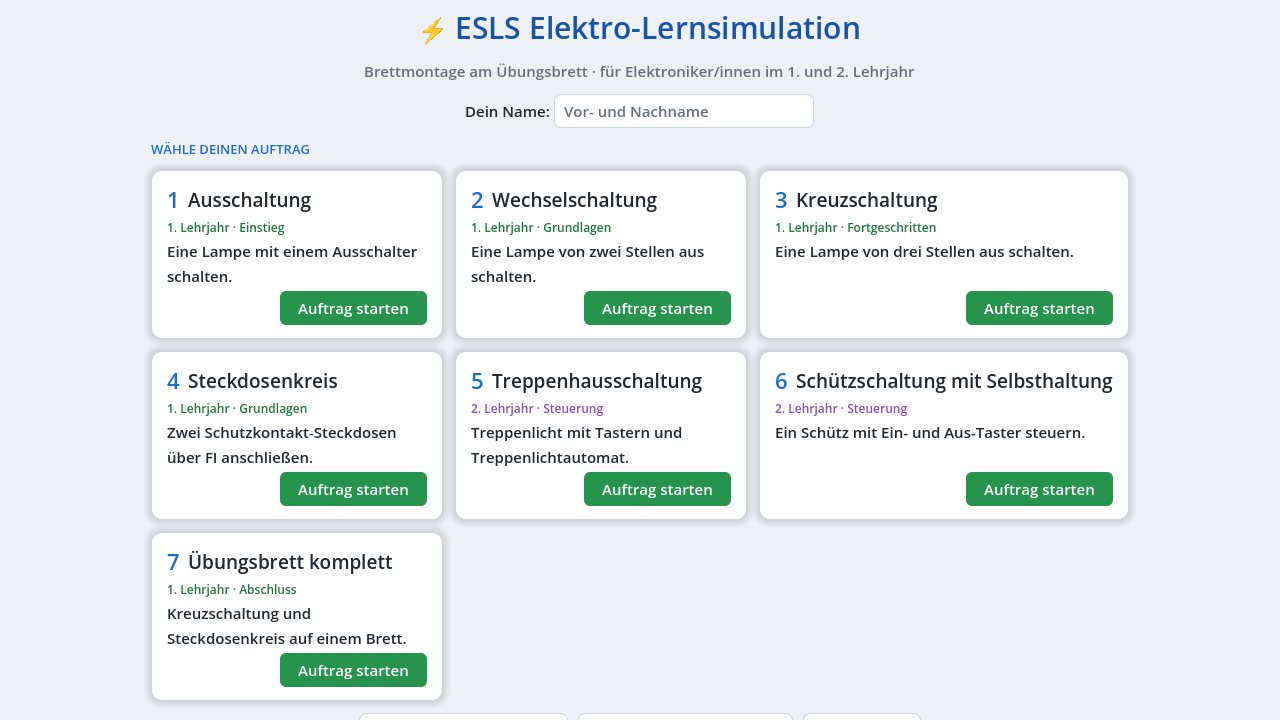 ⚡ ESLS Elektro-Lernsimulation
Brettmontage am Übungsbrett · für Elektroniker/innen im 1. und 2. Lehrjahr
Dein Name: Vor- und Nachname
WÄHLE DEINEN AUFTRAG
1 Ausschaltung
1. Lehrjahr · Einstieg
Eine Lampe mit einem Ausschalter
schalten.
Auftrag starten
2 Wechselschaltung
1. Lehrjahr · Grundlagen
Eine Lampe von zwei Stellen aus
schalten.
Auftrag starten
3 Kreuzschaltung
1. Lehrjahr · Fortgeschritten
Eine Lampe von drei Stellen aus schalten.
Auftrag starten
4 Steckdosenkreis
1. Lehrjahr · Grundlagen
Zwei Schutzkontakt-Steckdosen
über FI anschließen.
Auftrag starten
5 Treppenhausschaltung
2. Lehrjahr · Steuerung
Treppenlicht mit Tastern und
Treppenlichtautomat.
Auftrag starten
6 Schützschaltung mit Selbsthaltung
2. Lehrjahr · Steuerung
Ein Schütz mit Ein- und Aus-Taster steuern.
Auftrag starten
7 Übungsbrett komplett
1. Lehrjahr · Abschluss
Kreuzschaltung und
Steckdosenkreis auf einem Brett.
Auftrag starten